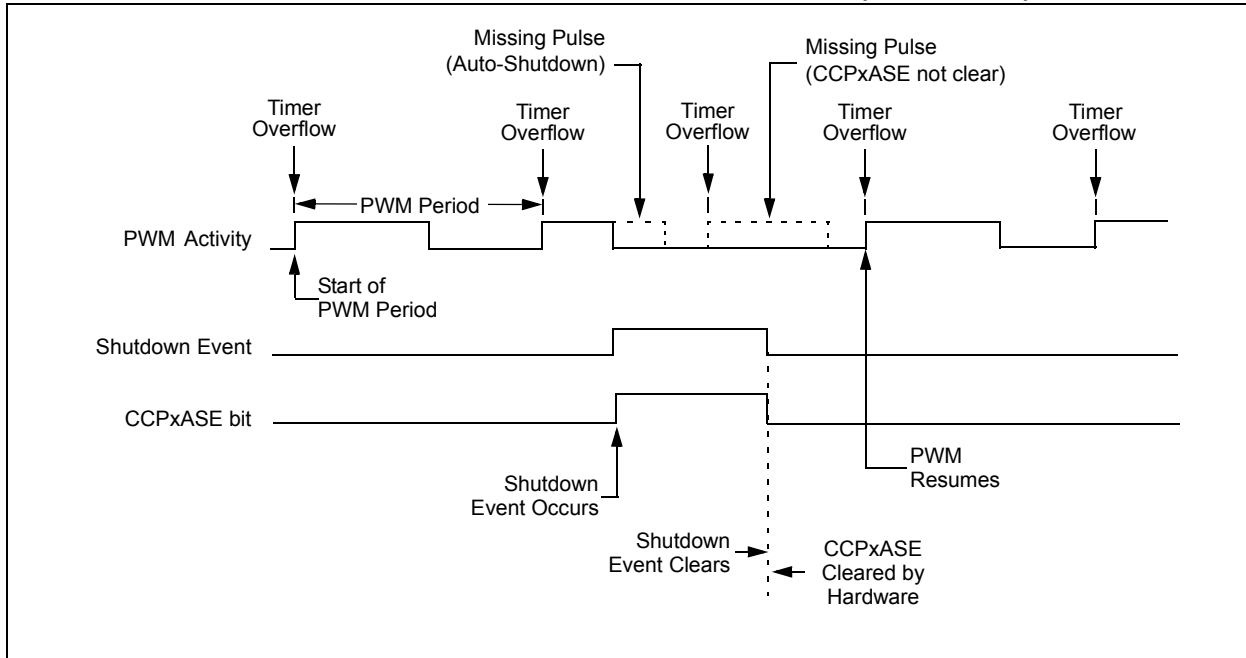 Missing Pulse
(Auto-Shutdown)
Missing Pulse
(CCPxASE not clear)
Timer
Overflow
Timer
Overflow
Timer
Overflow
Timer
Overflow
Timer
Overflow
PWM Period
PWM Activity
Start of
PWM Period
Shutdown Event
CCPxASE bit
Shutdown
Event Occurs
PWM
Resumes
Shutdown
Event Clears
CCPxASE
Cleared by
Hardware